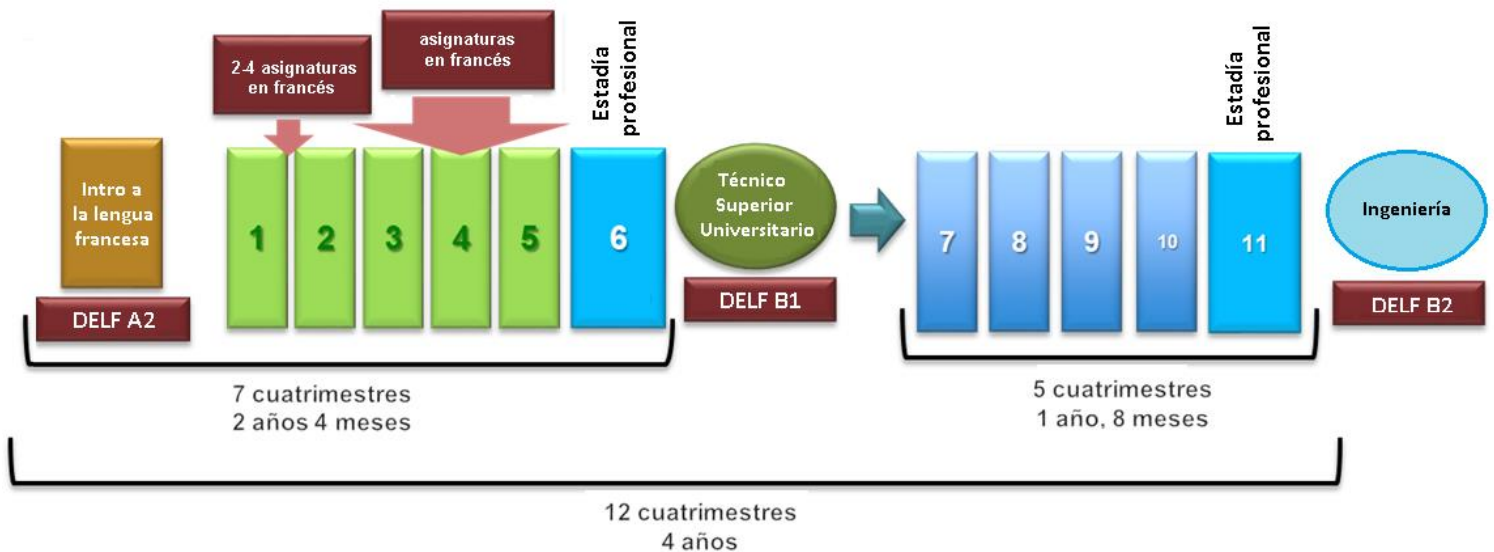 2-4 asignaturas
en francés
asignaturas
en francés
Estadía
profesional
Estadía
profesional
Intro a
la lengua
francesa
DELF A2
1
2
3
4
5
6
Técnico
Superior
Universitario
DELF B1
7
8
9
10
11
Ingeniería
DELF B2
7 cuatrimestres
2 años 4 meses
5 cuatrimestres
1 año, 8 meses
12 cuatrimestres
4 años